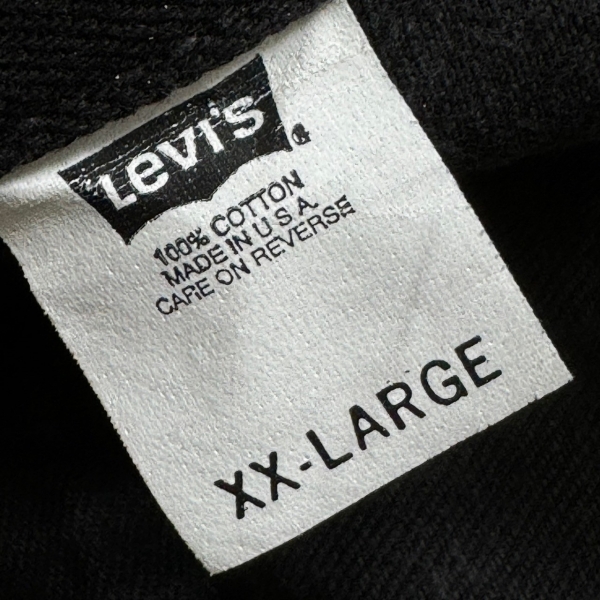 Levi's ®
100% COTTON
MADE IN U.S.A.
CARE ON REVERSE
XX-LARGE